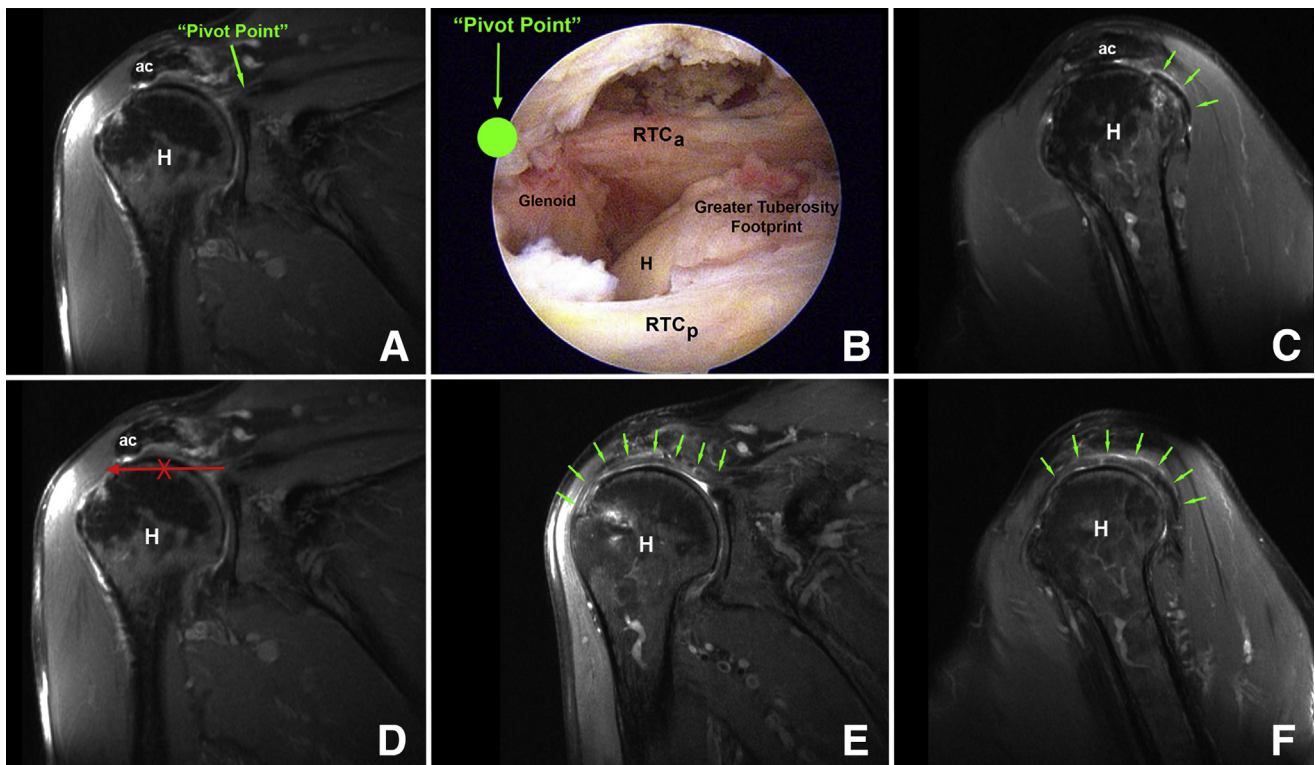 “Pivot Point”
ac
H
A
“Pivot Point”
RTCa
Glenoid
Greater Tuberosity
Footprint
H
RTCp
B
ac
H
C
ac
H
D
H
E
H
F